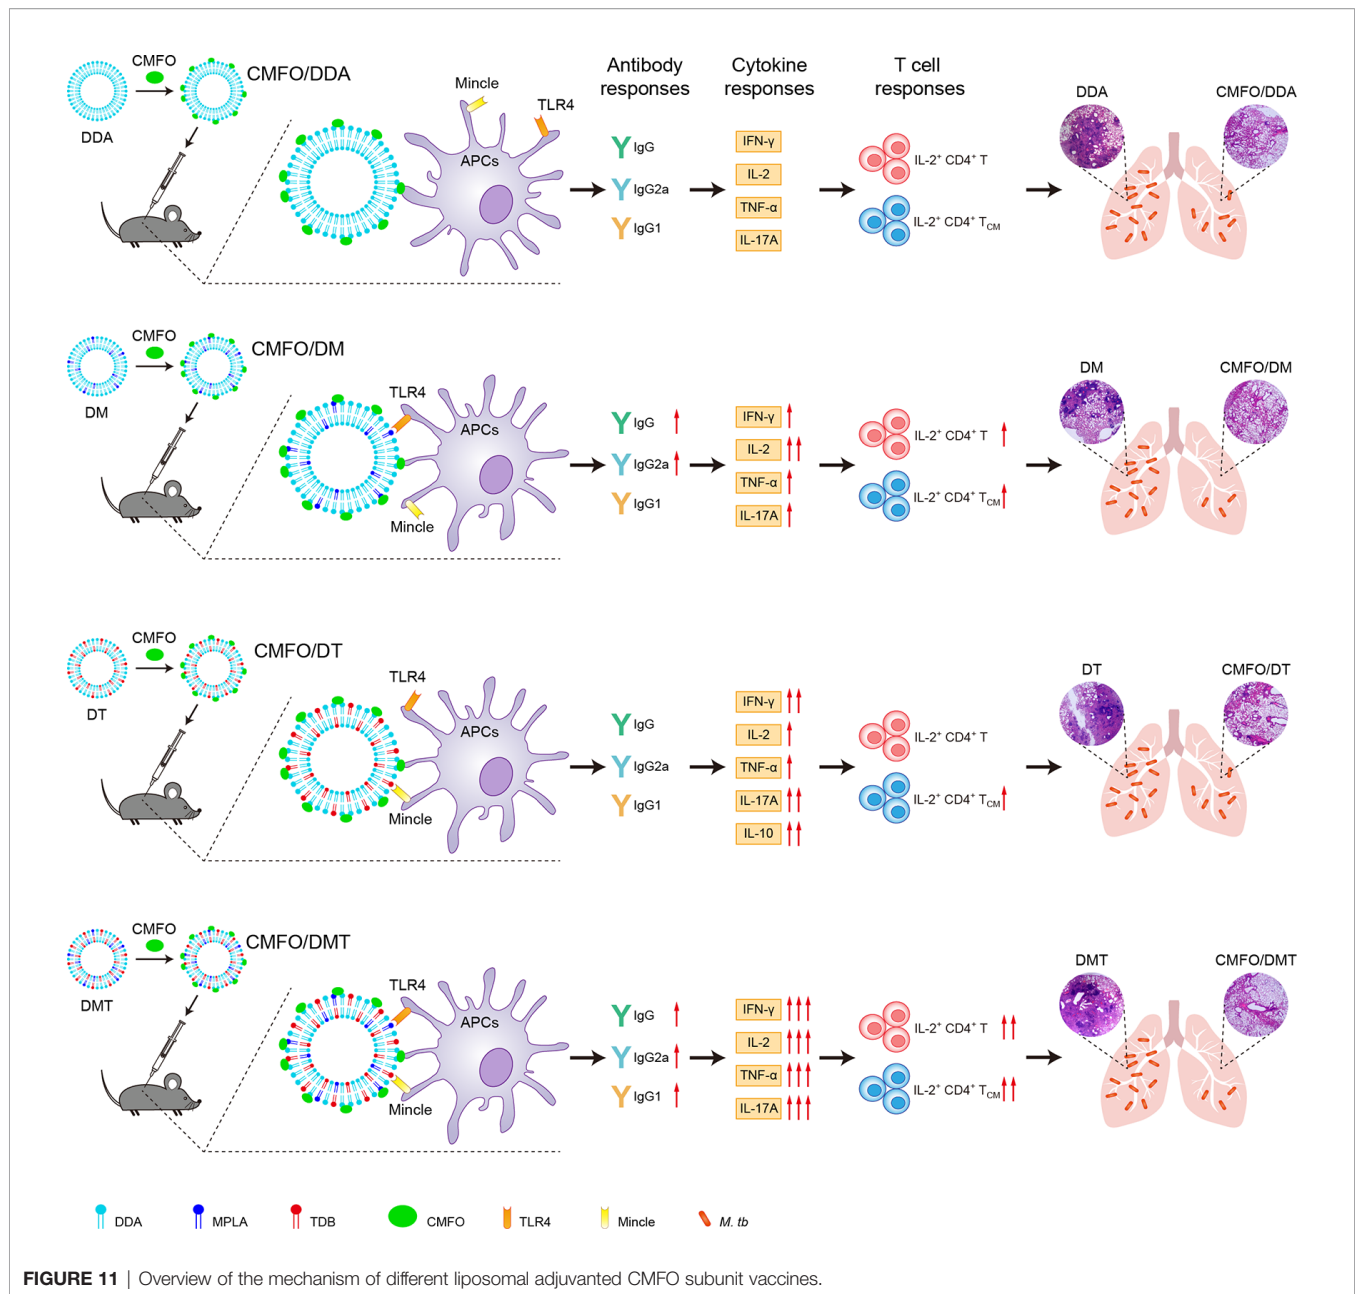 CMFO
CMFO/DDA
DDA
Mincle
TLR4
APCs
Antibody
responses
Cytokine
responses
T cell
responses
IgG
IgG2a
IgG1
IFN-γ
IL-2
TNF-α
IL-17A
IL-2⁺ CD4⁺ T
IL-2⁺ CD4⁺ TCM
DDA
CMFO/DDA
CMFO
CMFO/DM
DM
TLR4
APCs
Mincle
IgG
IgG2a
IgG1
IFN-γ
IL-2
TNF-α
IL-17A
IL-2⁺ CD4⁺ T
IL-2⁺ CD4⁺ TCM
DM
CMFO/DM
CMFO
CMFO/DT
DT
TLR4
APCs
Mincle
IgG
IgG2a
IgG1
IFN-γ
IL-2
TNF-α
IL-17A
IL-10
IL-2⁺ CD4⁺ T
IL-2⁺ CD4⁺ TCM
DT
CMFO/DT
CMFO
CMFO/DMT
DMT
TLR4
APCs
Mincle
IgG
IgG2a
IgG1
IFN-γ
IL-2
TNF-α
IL-17A
IL-2⁺ CD4⁺ T
IL-2⁺ CD4⁺ TCM
DMT
CMFO/DMT
DDA MPLA TDB CMFO TLR4 Mincle M. tb
FIGURE 11 | Overview of the mechanism of different liposomal adjuvanted CMFO subunit vaccines.